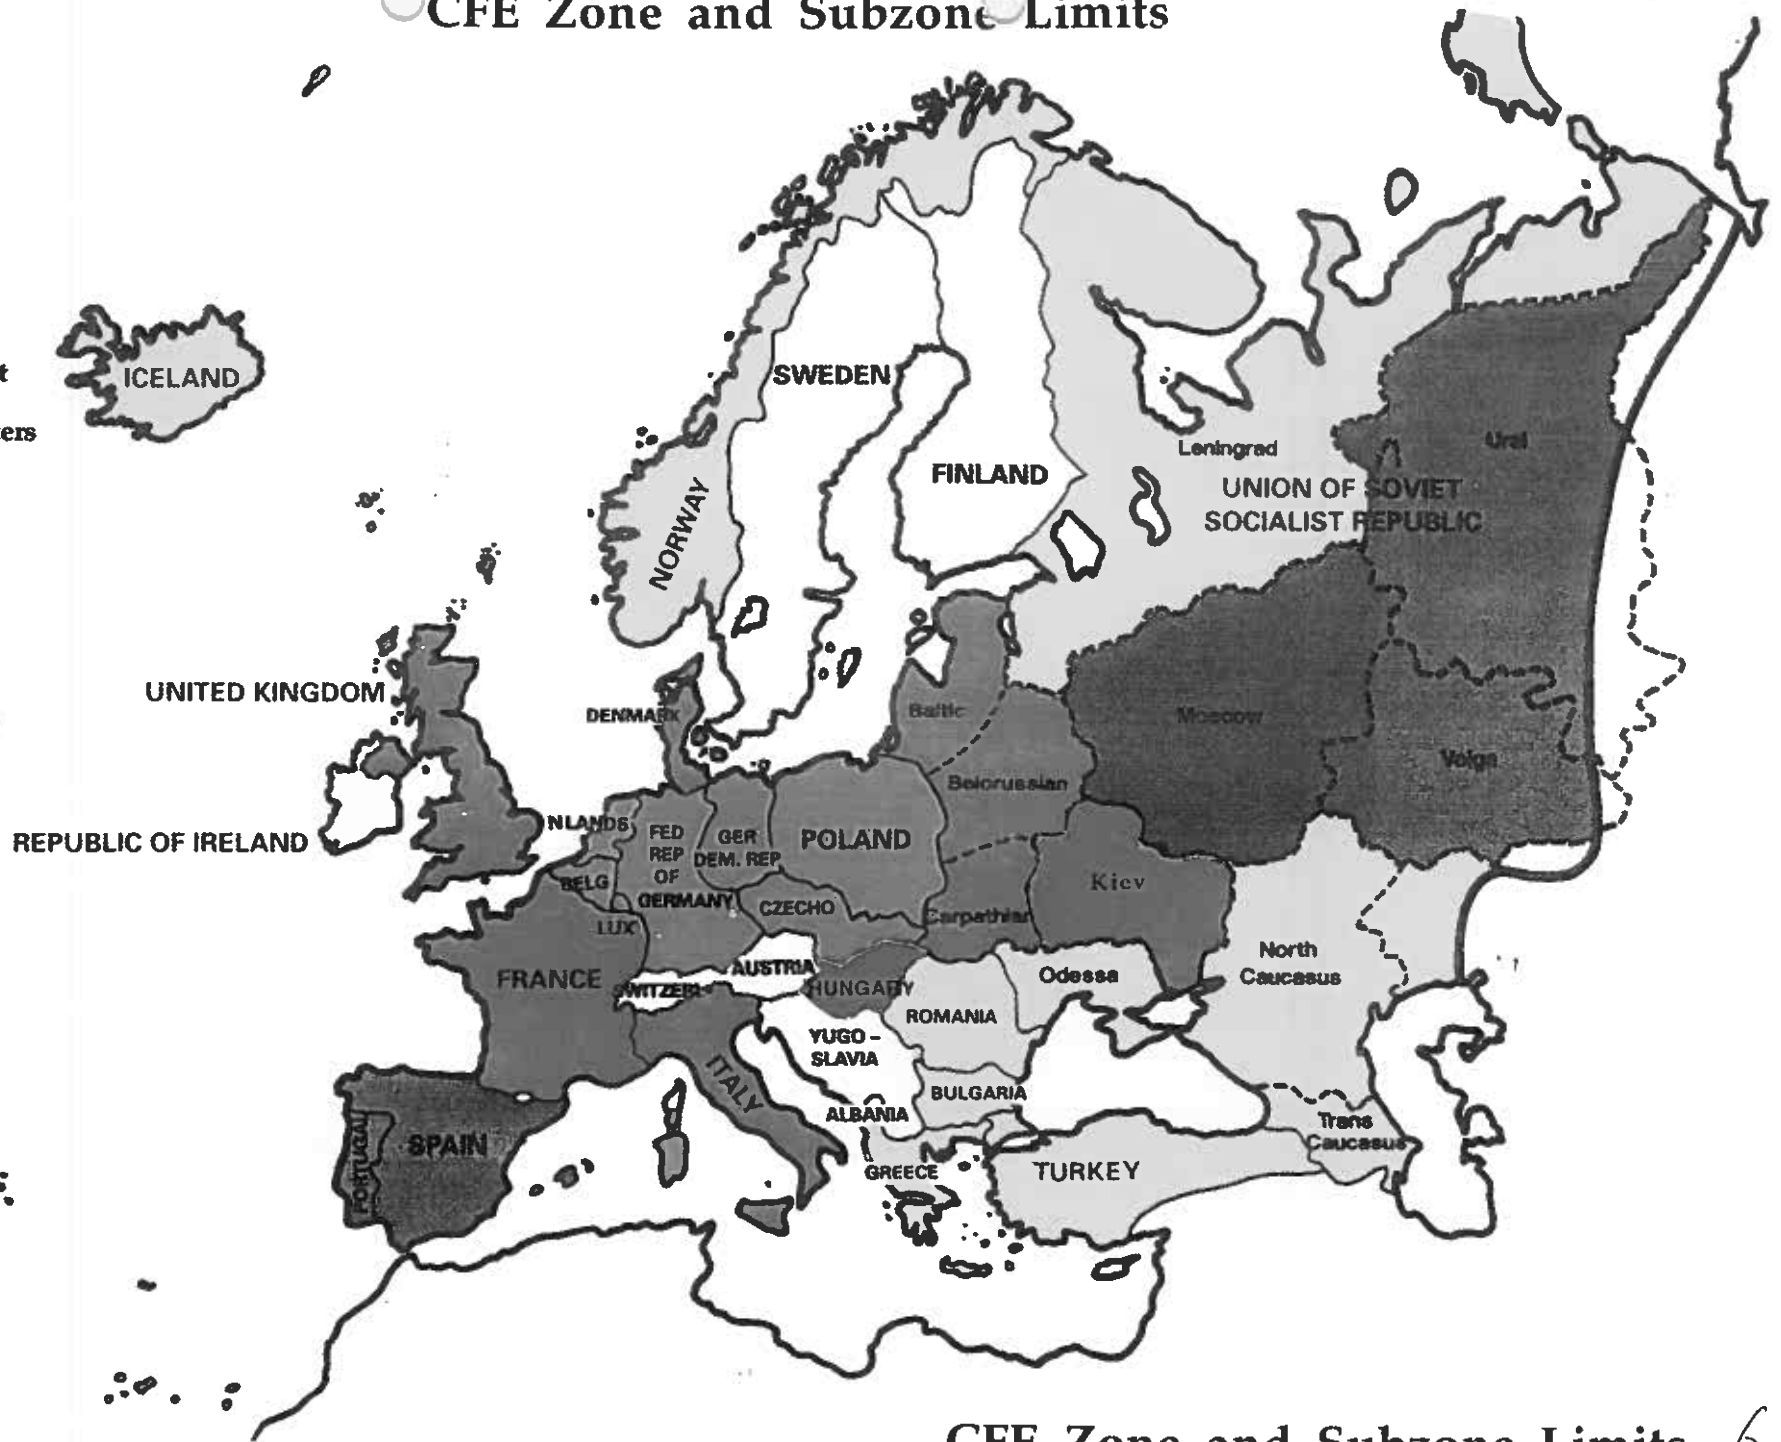 CFE Zone and Subzone Limits
t
ers
ICELAND
SWEDEN
FINLAND
NORWAY
Leningrad
Ural
UNION OF SOVIET
SOCIALIST REPUBLIC
UNITED KINGDOM
DENMARK
Baltic
Moscow
Volga
Belorussian
REPUBLIC OF IRELAND
NLANDS
FED
REP
OF
GERMANY
GER
DEM. REP
POLAND
BELG
LUX
CZECHO
Kiev
Carpathian
FRANCE
AUSTRIA
SWITZERL
HUNGARY
Odessa
North
Caucasus
ROMANIA
YUGO -
SLAVIA
ITALY
BULGARIA
ALBANIA
Trans
Caucasus
PORTUGAL
SPAIN
GREECE
TURKEY
CFE Zone and Subzone Limits 6